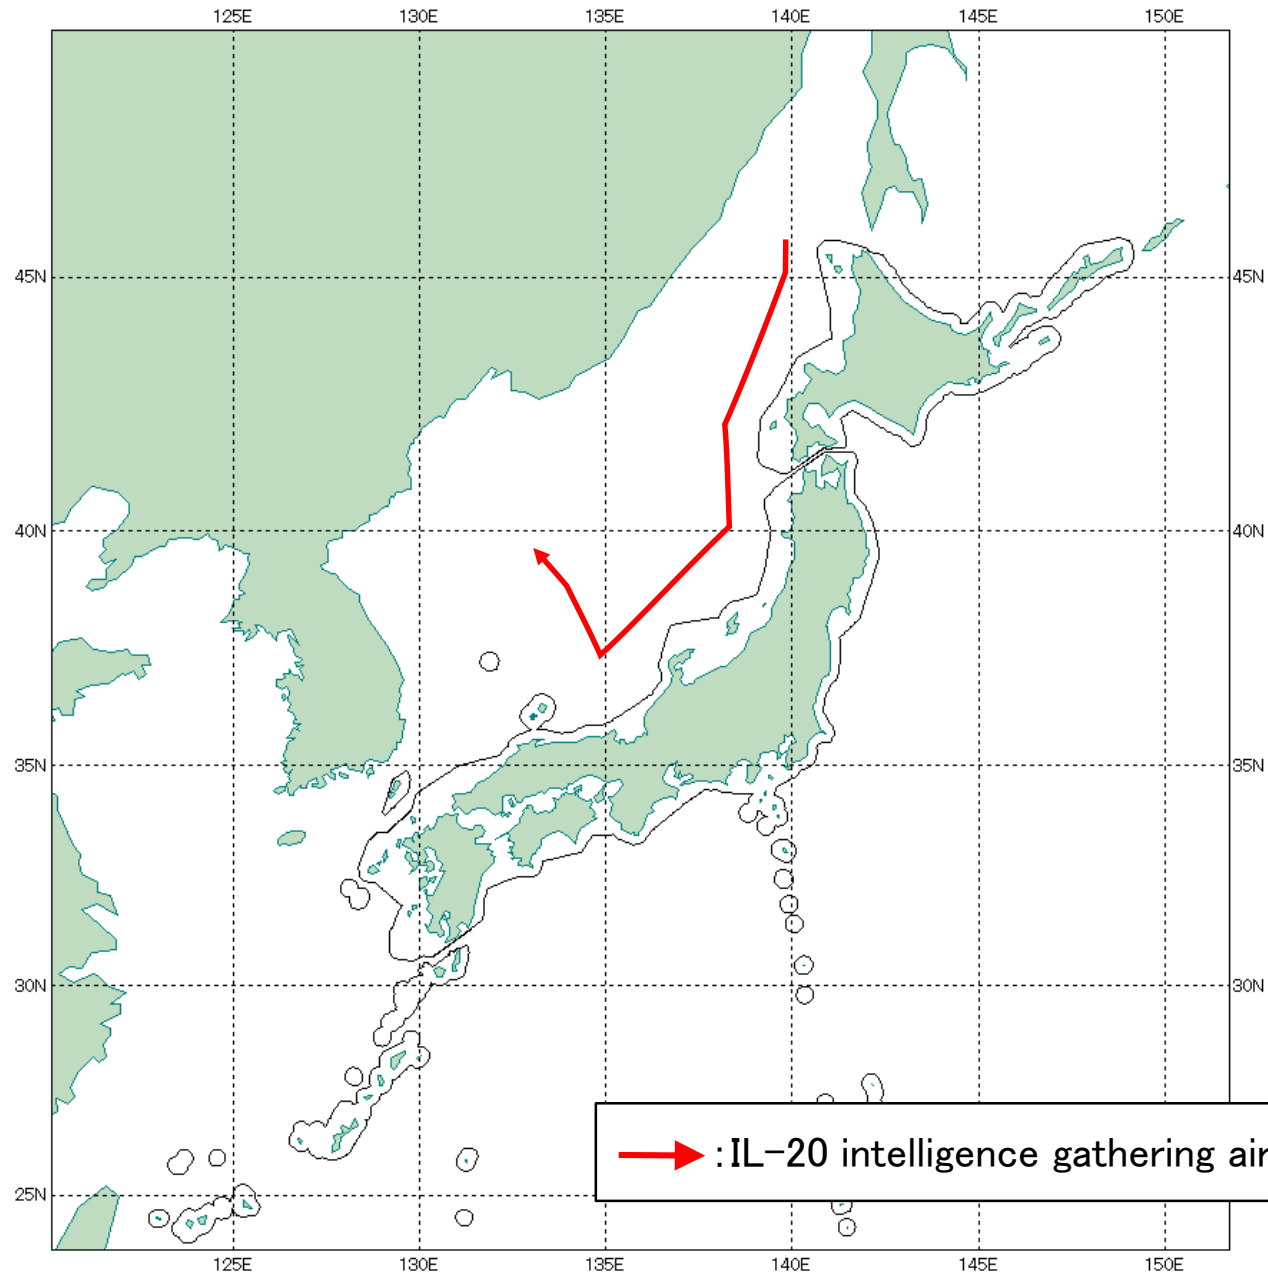 125E 130E 135E 140E 145E 150E
45N 45N
40N 40N
35N 35N
30N 30N
:IL-20 intelligence gathering air
25N 25N
125E 130E 135E 140E 145E 150E